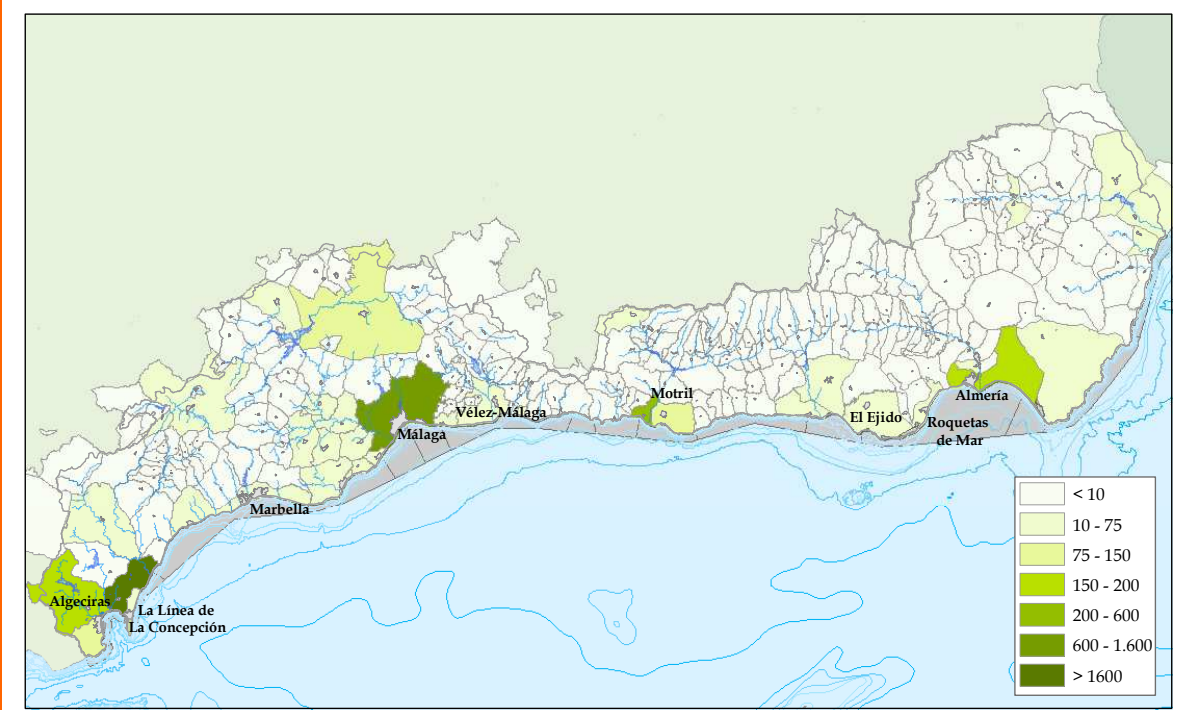 Motril
Almería
Vélez-Málaga
El Ejido
Roquetas
de Mar
Málaga
Marbella
Algeciras
La Línea de
La Concepción
< 10
10 - 75
75 - 150
150 - 200
200 - 600
600 - 1.600
> 1600